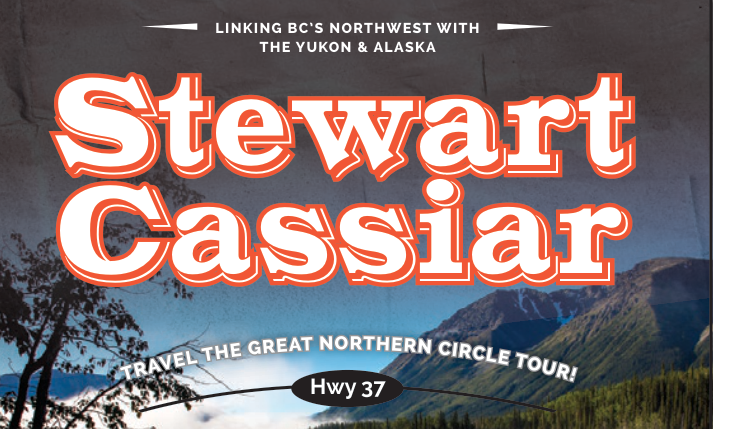 LINKING BC'S NORTHWEST WITH
THE YUKON & ALASKA
Stewart
Cassiar
TRAVEL THE GREAT NORTHERN CIRCLE TOUR!
Hwy 37